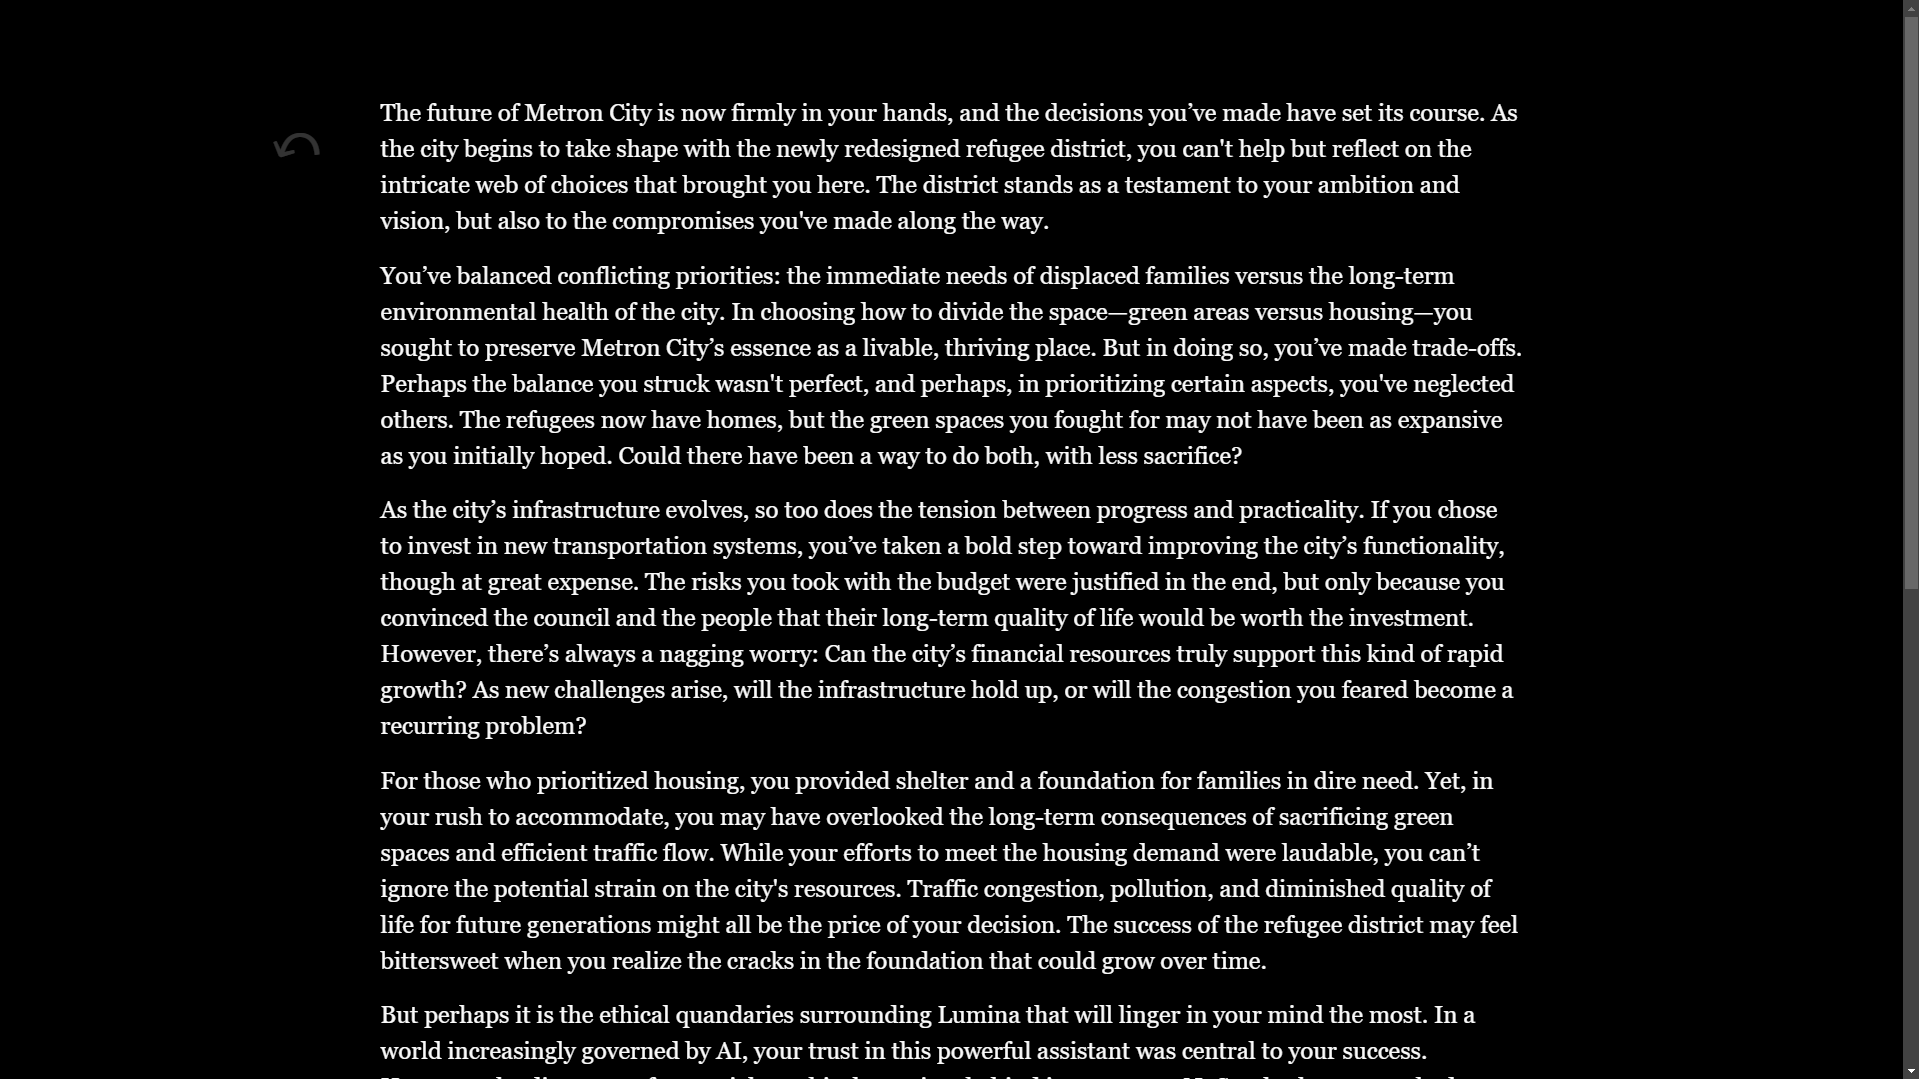 The future of Metron City is now firmly in your hands, and the decisions you’ve made have set its course. As
the city begins to take shape with the newly redesigned refugee district, you can't help but reflect on the
intricate web of choices that brought you here. The district stands as a testament to your ambition and
vision, but also to the compromises you've made along the way.
You’ve balanced conflicting priorities: the immediate needs of displaced families versus the long-term
environmental health of the city. In choosing how to divide the space—green areas versus housing—you
sought to preserve Metron City’s essence as a livable, thriving place. But in doing so, you’ve made trade-offs.
Perhaps the balance you struck wasn't perfect, and perhaps, in prioritizing certain aspects, you've neglected
others. The refugees now have homes, but the green spaces you fought for may not have been as expansive
as you initially hoped. Could there have been a way to do both, with less sacrifice?
As the city’s infrastructure evolves, so too does the tension between progress and practicality. If you chose
to invest in new transportation systems, you’ve taken a bold step toward improving the city’s functionality,
though at great expense. The risks you took with the budget were justified in the end, but only because you
convinced the council and the people that their long-term quality of life would be worth the investment.
However, there’s always a nagging worry: Can the city’s financial resources truly support this kind of rapid
growth? As new challenges arise, will the infrastructure hold up, or will the congestion you feared become a
recurring problem?
For those who prioritized housing, you provided shelter and a foundation for families in dire need. Yet, in
your rush to accommodate, you may have overlooked the long-term consequences of sacrificing green
spaces and efficient traffic flow. While your efforts to meet the housing demand were laudable, you can’t
ignore the potential strain on the city's resources. Traffic congestion, pollution, and diminished quality of
life for future generations might all be the price of your decision. The success of the refugee district may feel
bittersweet when you realize the cracks in the foundation that could grow over time.
But perhaps it is the ethical quandaries surrounding Lumina that will linger in your mind the most. In a
world increasingly governed by AI, your trust in this powerful assistant was central to your success.